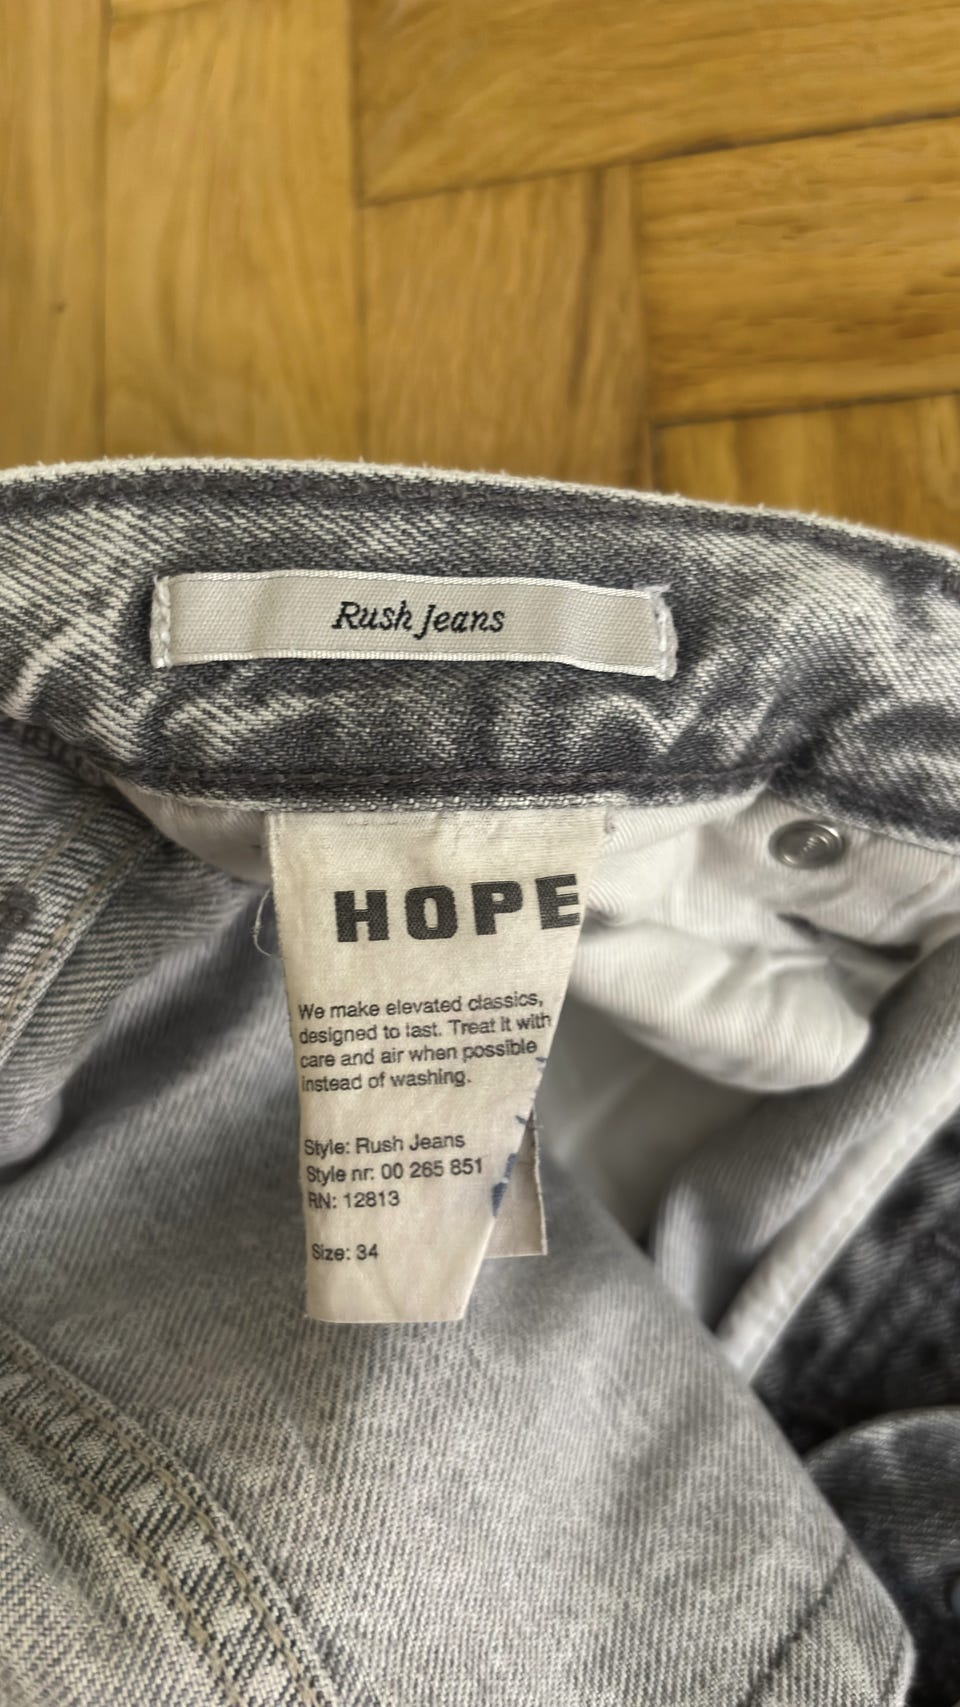 Rush Jeans
HOPE
We make elevated classics,
designed to last. Treat it with
care and air when possible
instead of washing.
Style: Rush Jeans
Style nr: 00 265 851
RN: 12813
Size: 34